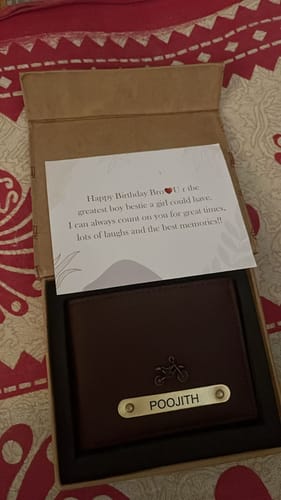 Happy Birthday Bro❤U r the
greatest boy bestie a girl could have.
I can always count on you for great times,
lots of laughs and the best memories!!
POOJITH